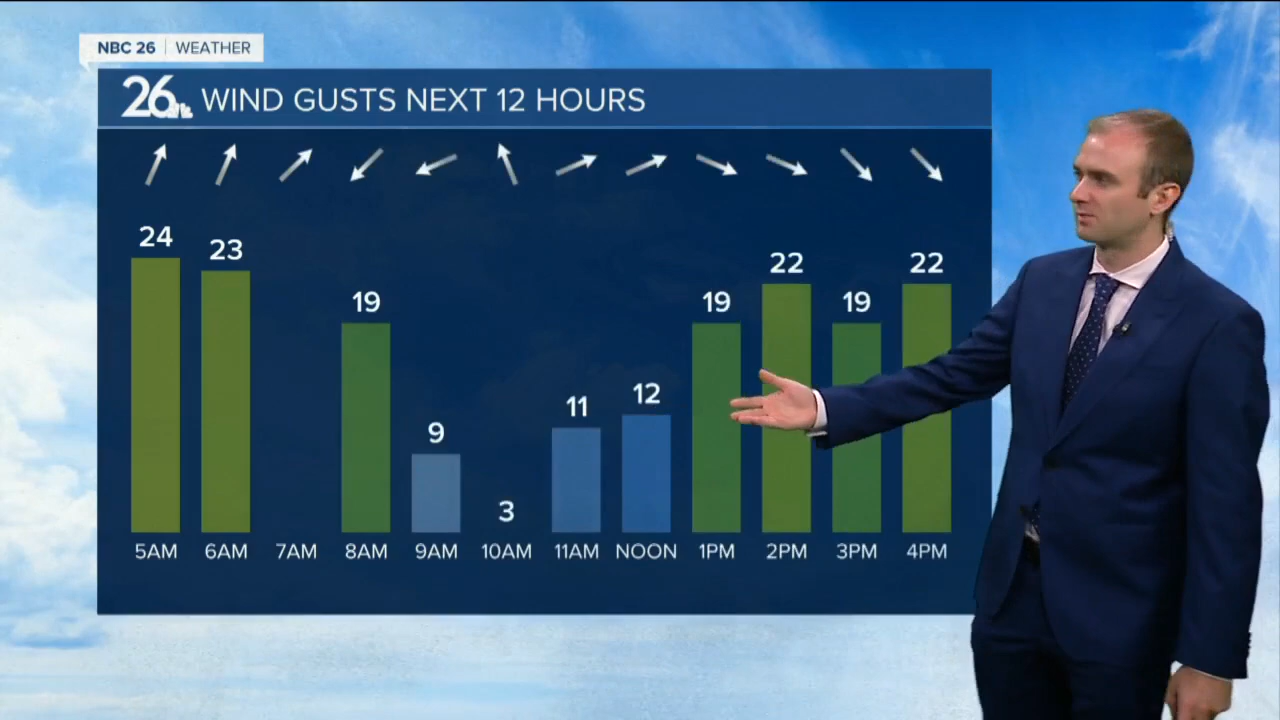 NBC 26 | WEATHER
26 WIND GUSTS NEXT 12 HOURS
24 23 19 9 3 11 12 19 22 19 22
5AM 6AM 7AM 8AM 9AM 10AM 11AM NOON 1PM 2PM 3PM 4PM